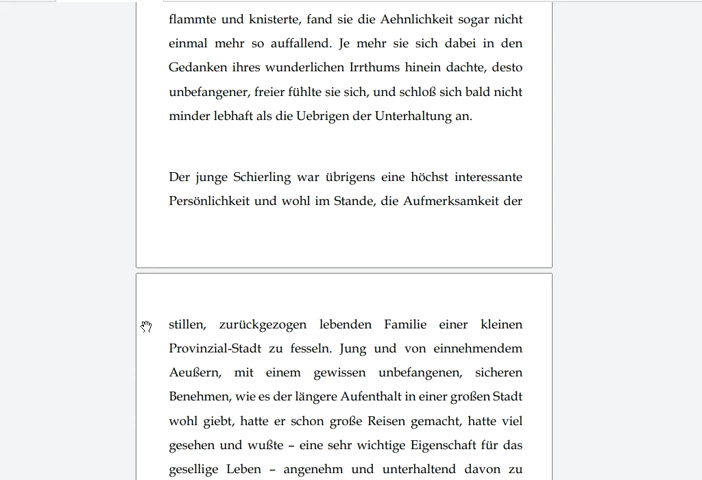 flammte und knisterte, fand sie die Aehnlichkeit sogar nicht
einmal mehr so auffallend. Je mehr sie sich dabei in den
Gedanken ihres wunderlichen Irrthums hinein dachte, desto
unbefangener, freier fühlte sie sich, und schloß sich bald nicht
minder lebhaft als die Uebrigen der Unterhaltung an.
Der junge Schierling war übrigens eine höchst interessante
Persönlichkeit und wohl im Stande, die Aufmerksamkeit der
stillen, zurückgezogen lebenden Familie einer kleinen
Provinzial-Stadt zu fesseln. Jung und von einnehmendem
Aeußern, mit einem gewissen unbefangenen, sicheren
Benehmen, wie es der längere Aufenthalt in einer großen Stadt
wohl giebt, hatte er schon große Reisen gemacht, hatte viel
gesehen und wußte – eine sehr wichtige Eigenschaft für das
gesellige Leben – angenehm und unterhaltend davon zu